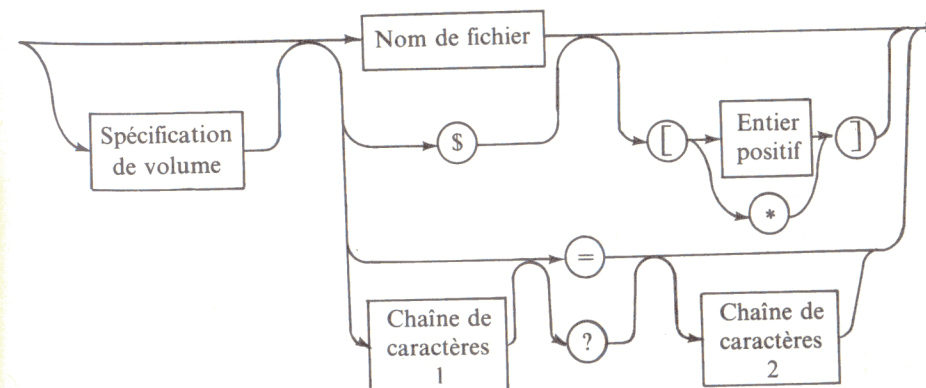 Nom de fichier
Spécification
de volume
$
[
Entier
positif
]
*
=
Chaîne de
caractères
1
?
Chaîne de
caractères
2